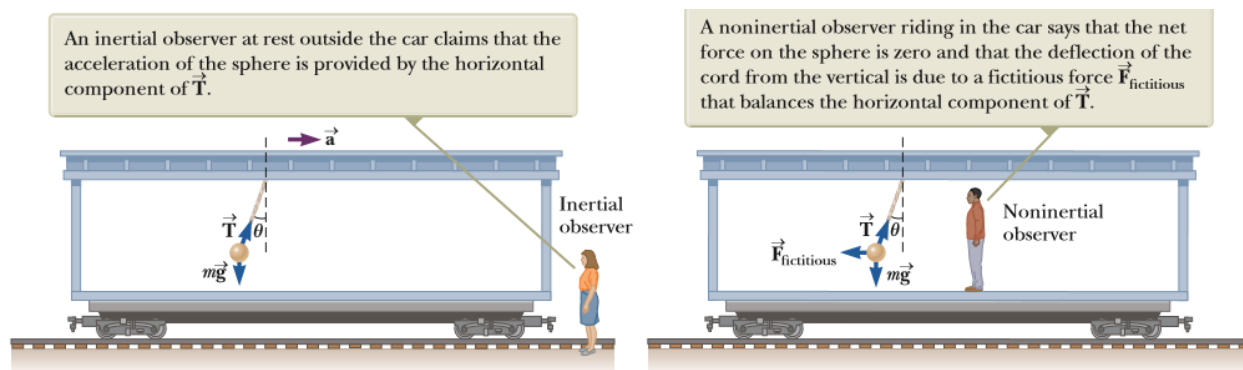 An inertial observer at rest outside the car claims that the
acceleration of the sphere is provided by the horizontal
component of T⃗.
a⃗
Inertial
observer
T⃗
θ
mg⃗
A noninertial observer riding in the car says that the net
force on the sphere is zero and that the deflection of the
cord from the vertical is due to a fictitious force F⃗fictitious
that balances the horizontal component of T⃗.
Noninertial
observer
T⃗
θ
F⃗fictitious
mg⃗